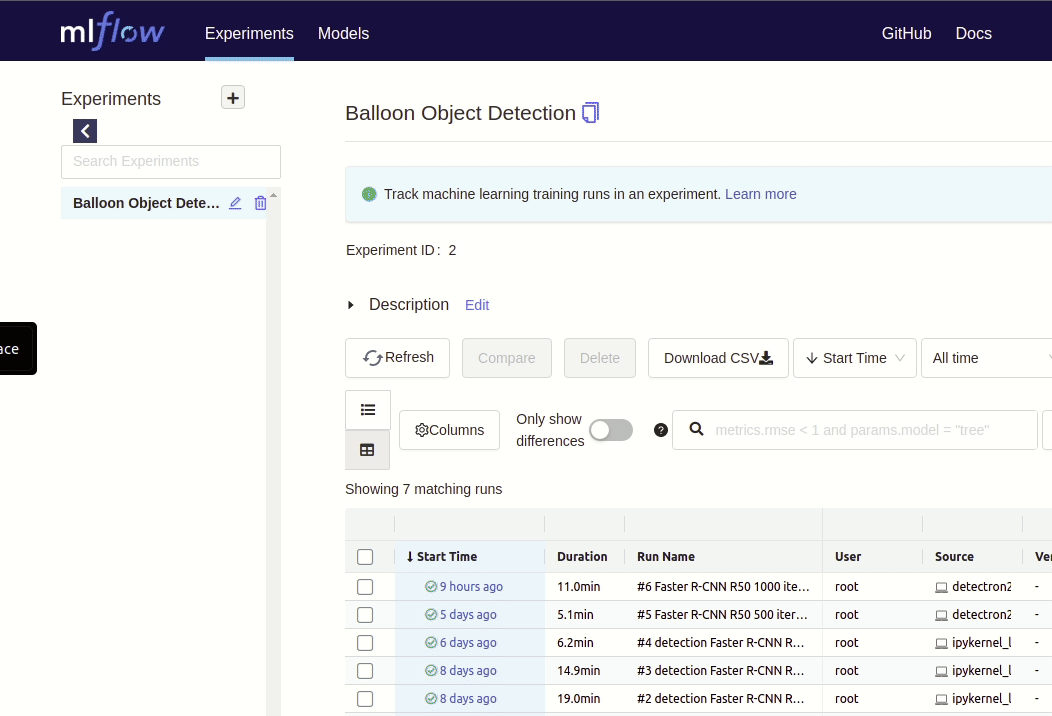 mlflow Experiments Models GitHub Docs
Experiments
Search Experiments
Balloon Object Dete...
ace
Balloon Object Detection
Track machine learning training runs in an experiment. Learn more
Experiment ID: 2
Description Edit
Refresh Compare Delete Download CSV Start Time All time
Columns Only show differences ? metrics.rmse < 1 and params.model = "tree"
Showing 7 matching runs
Start Time Duration Run Name User Source Ve
9 hours ago 11.0min #6 Faster R-CNN R50 1000 ite... root detectron2 -
5 days ago 5.1min #5 Faster R-CNN R50 500 iter... root detectron2 -
6 days ago 6.2min #4 detection Faster R-CNN R... root ipykernel_l -
8 days ago 14.9min #3 detection Faster R-CNN R... root ipykernel_l -
8 days ago 19.0min #2 detection Faster R-CNN R... root ipykernel_l -